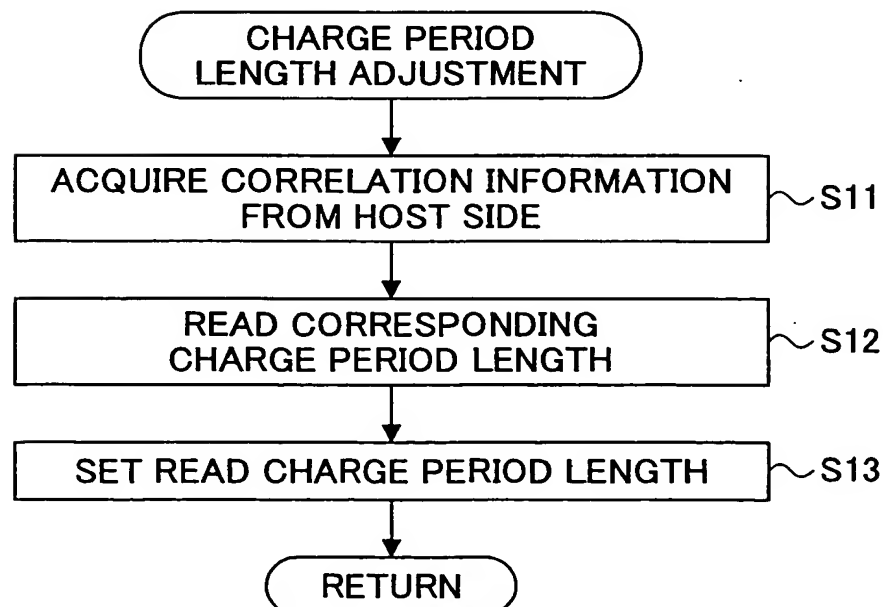 CHARGE PERIOD
LENGTH ADJUSTMENT
ACQUIRE CORRELATION INFORMATION
FROM HOST SIDE
S11
READ CORRESPONDING
CHARGE PERIOD LENGTH
S12
SET READ CHARGE PERIOD LENGTH
S13
RETURN